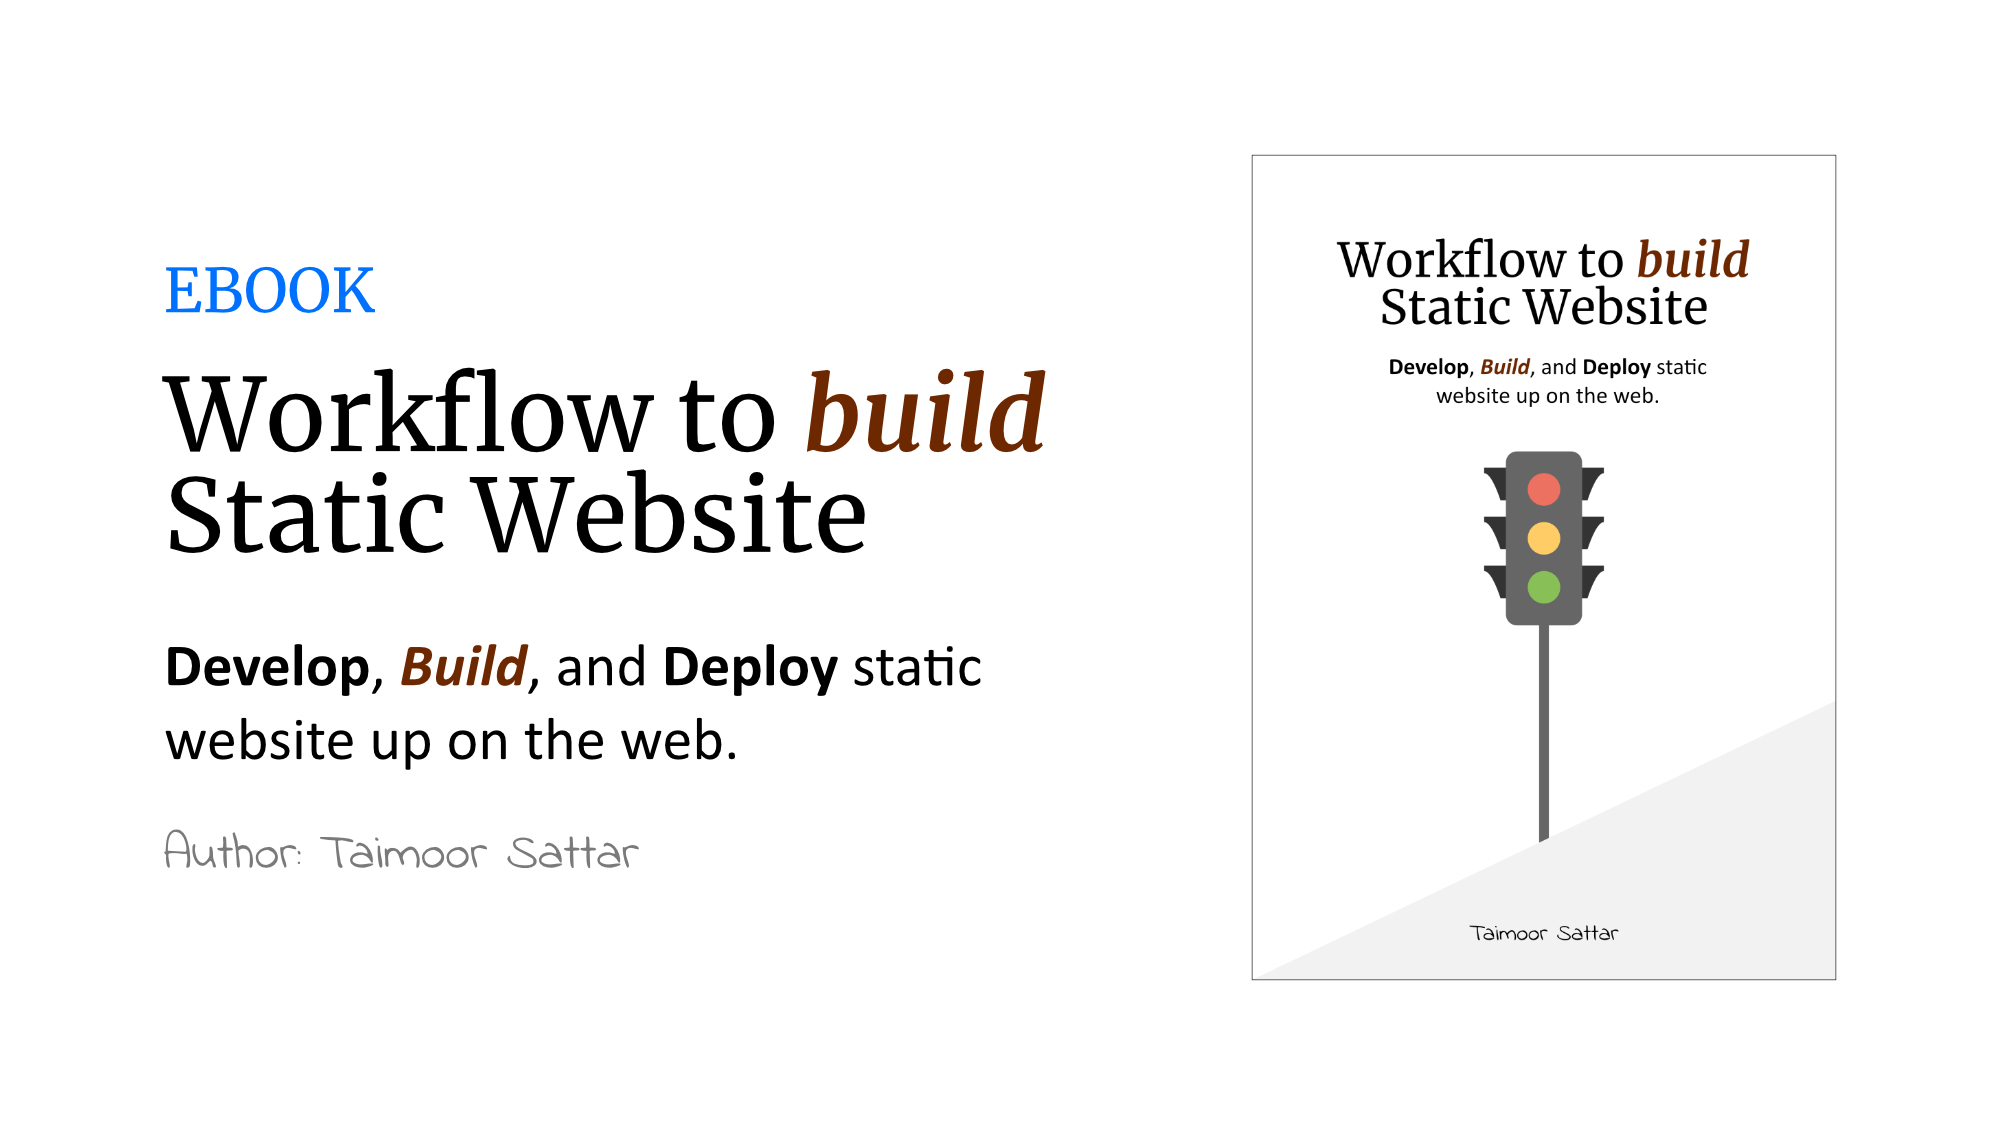 EBOOK
Workflow to build
Static Website
Develop, Build, and Deploy static
website up on the web.
Author: Taimoor Sattar
Workflow to build
Static Website
Develop, Build, and Deploy static
website up on the web.
Taimoor Sattar